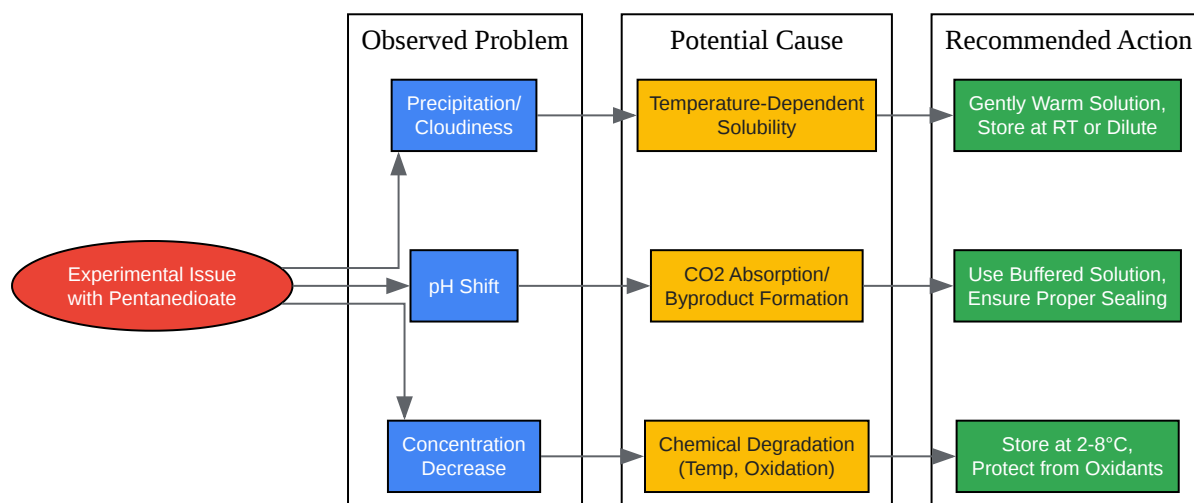 Observed Problem
Potential Cause
Recommended Action
Precipitation/
Cloudiness
Temperature-Dependent
Solubility
Gently Warm Solution,
Store at RT or Dilute
Experimental Issue
with Pentanedioate
pH Shift
CO2 Absorption/
Byproduct Formation
Use Buffered Solution,
Ensure Proper Sealing
Concentration
Decrease
Chemical Degradation
(Temp, Oxidation)
Store at 2-8°C,
Protect from Oxidants